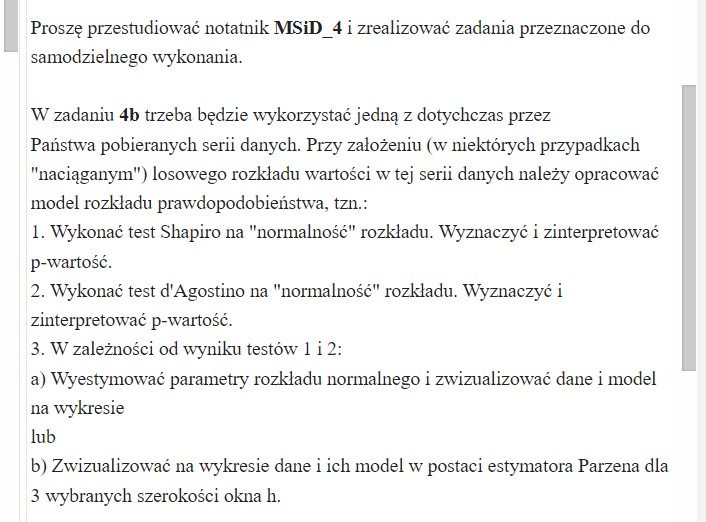 Proszę przestudiować notatnik MSiD_4 i zrealizować zadania przeznaczone do
samodzielnego wykonania.
W zadaniu 4b trzeba będzie wykorzystać jedną z dotychczas przez
Państwa pobieranych serii danych. Przy założeniu (w niektórych przypadkach
"naciąganym") losowego rozkładu wartości w tej serii danych należy opracować
model rozkładu prawdopodobieństwa, tzn.:
1. Wykonać test Shapiro na "normalność" rozkładu. Wyznaczyć i zinterpretować
p-wartość.
2. Wykonać test d'Agostino na "normalność" rozkładu. Wyznaczyć i
zinterpretować p-wartość.
3. W zależności od wyniku testów 1 i 2:
a) Wyestymować parametry rozkładu normalnego i zwizualizować dane i model
na wykresie
lub
b) Zwizualizować na wykresie dane i ich model w postaci estymatora Parzena dla
3 wybranych szerokości okna h.